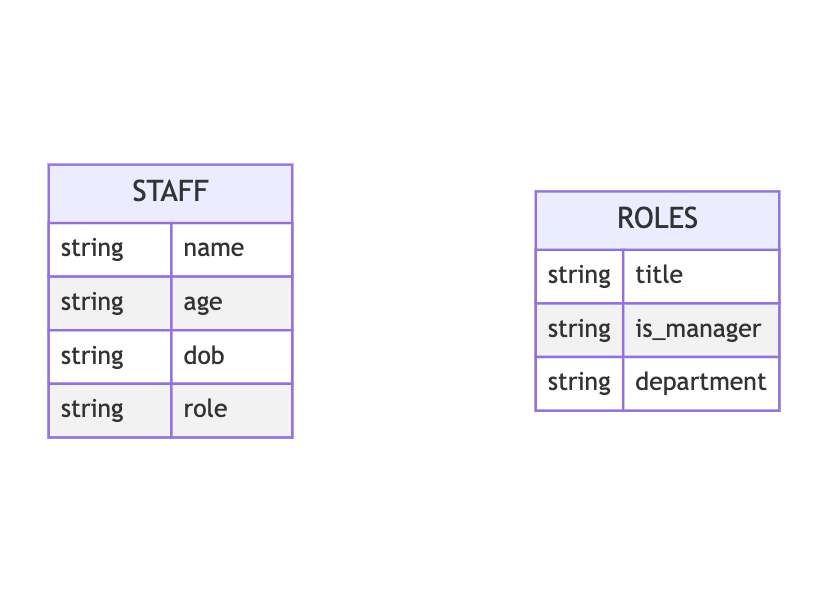 STAFF
string name
string age
string dob
string role
ROLES
string title
string is_manager
string department